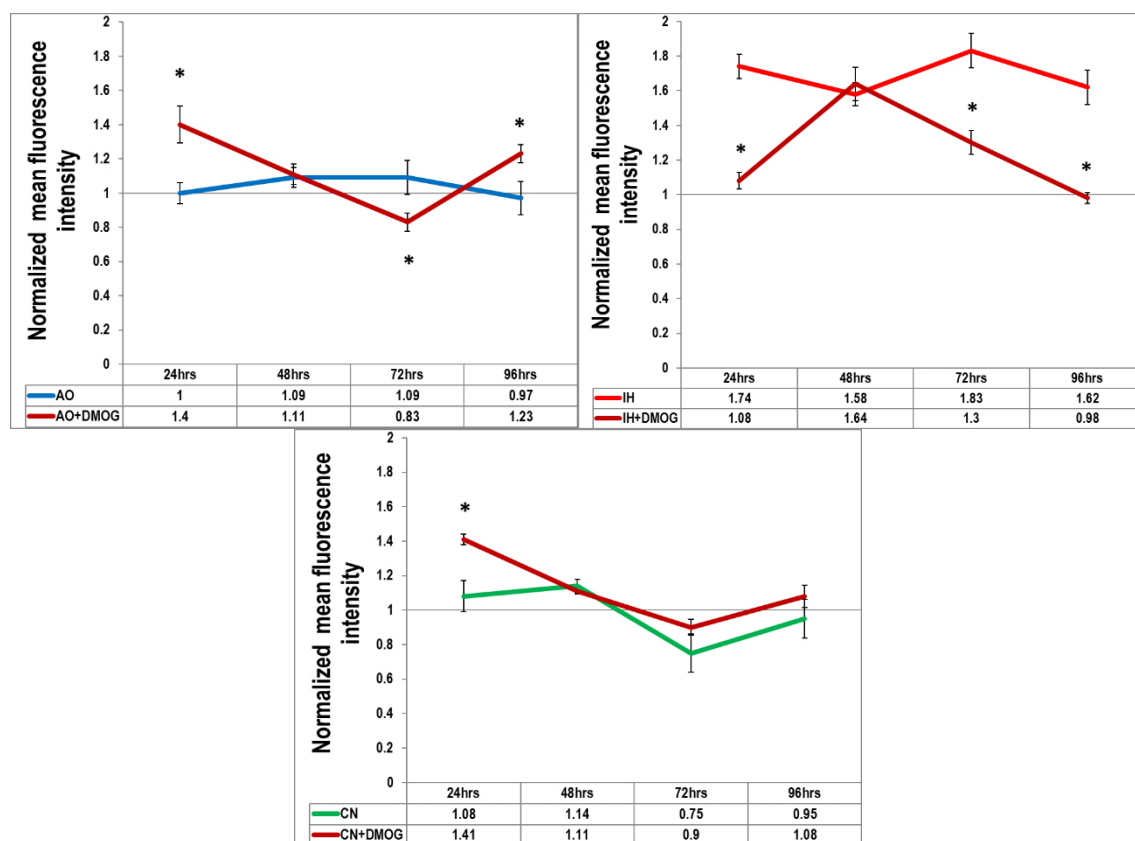 Normalized mean fluorescence
intensity
2
1.8
1.6
1.4
1.2
1
0.8
0.6
0.4
0.2
0
*
*
*
24hrs 48hrs 72hrs 96hrs
AO 1 1.09 1.09 0.97
AO+DMOG 1.4 1.11 0.83 1.23
Normalized mean fluorescence
intensity
2
1.8
1.6
1.4
1.2
1
0.8
0.6
0.4
0.2
0
*
*
*
24hrs 48hrs 72hrs 96hrs
IH 1.74 1.58 1.83 1.62
IH+DMOG 1.08 1.64 1.3 0.98
Normalized mean fluorescence
intensity
2
1.8
1.6
1.4
1.2
1
0.8
0.6
0.4
0.2
0
*
24hrs 48hrs 72hrs 96hrs
CN 1.08 1.14 0.75 0.95
CN+DMOG 1.41 1.11 0.9 1.08